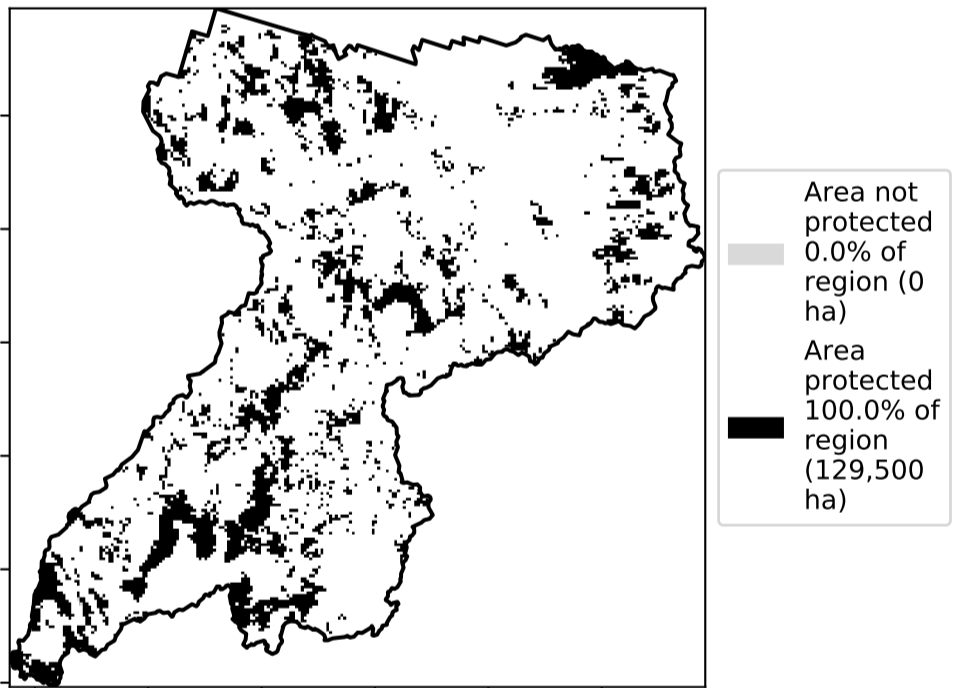 Area not
protected
0.0% of
region (0
ha)
Area
protected
100.0% of
region
(129,500
ha)